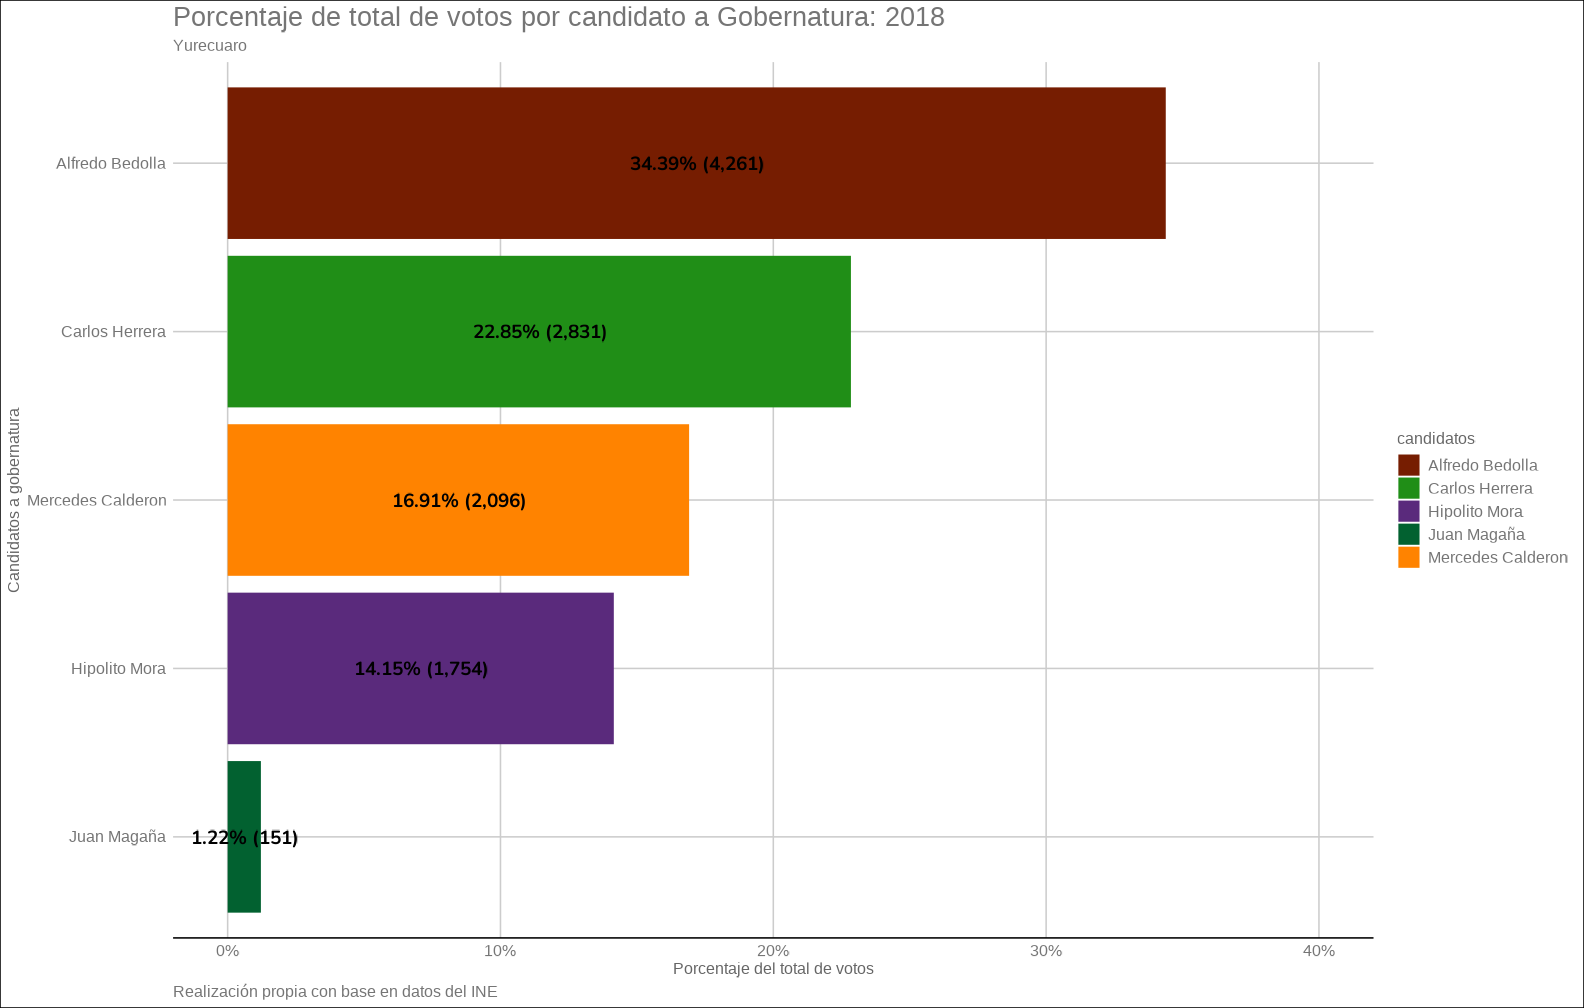 Porcentaje de total de votos por candidato a Gobernatura: 2018
Yurecuaro
Candidatos a gobernatura
Alfredo Bedolla
34.39% (4,261)
Carlos Herrera
22.85% (2,831)
Mercedes Calderon
16.91% (2,096)
Hipolito Mora
14.15% (1,754)
Juan Magaña
1.22% (151)
0%
10%
20%
30%
40%
Porcentaje del total de votos
candidatos
Alfredo Bedolla
Carlos Herrera
Hipolito Mora
Juan Magaña
Mercedes Calderon
Realización propia con base en datos del INE